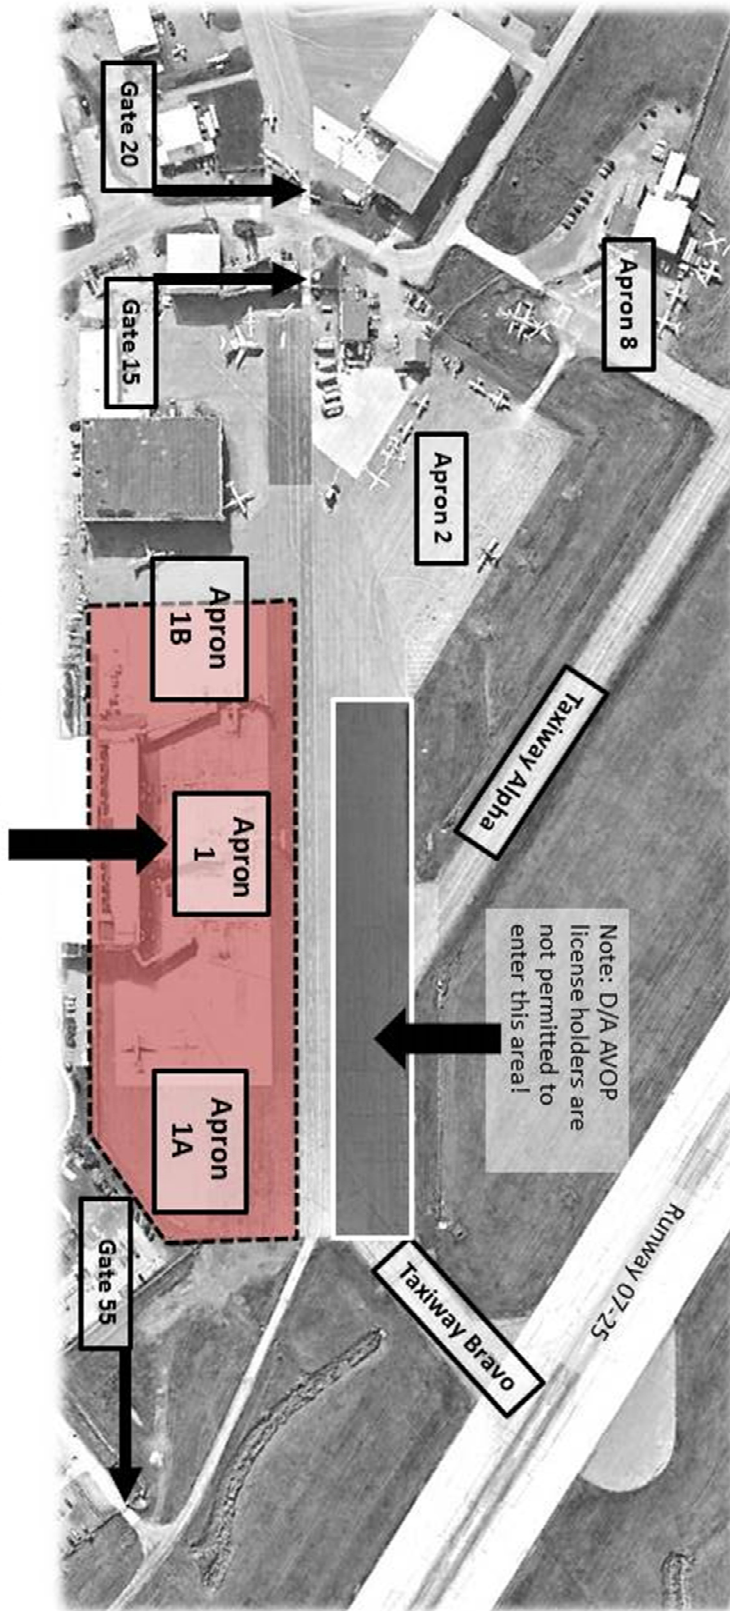 Apron 8
Runway 07-25
Note: D/A AVOP
license holders are
not permitted to
enter this area!
Taxiway Alpha
Taxiway Bravo
Apron 2
Apron
1B
Apron
1
Apron
1A
Gate 20
Gate 15
Gate 55